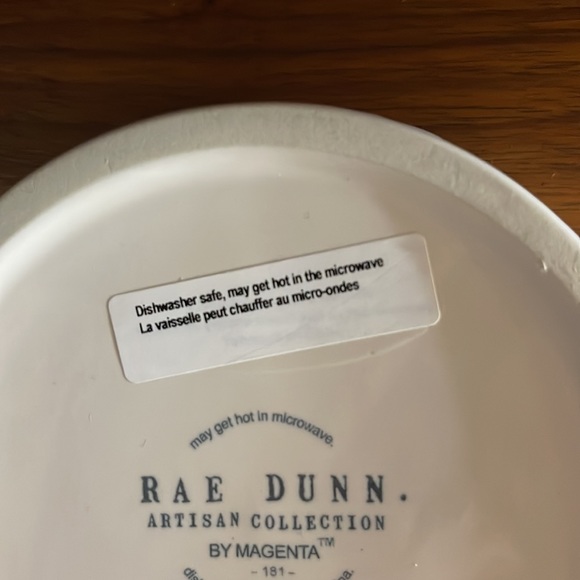 Dishwasher safe, may get hot in the microwave
La vaisselle peut chauffer au micro-ondes
may get hot in microwave.
RAE DUNN.
ARTISAN COLLECTION
BY MAGENTA™
- 181 -